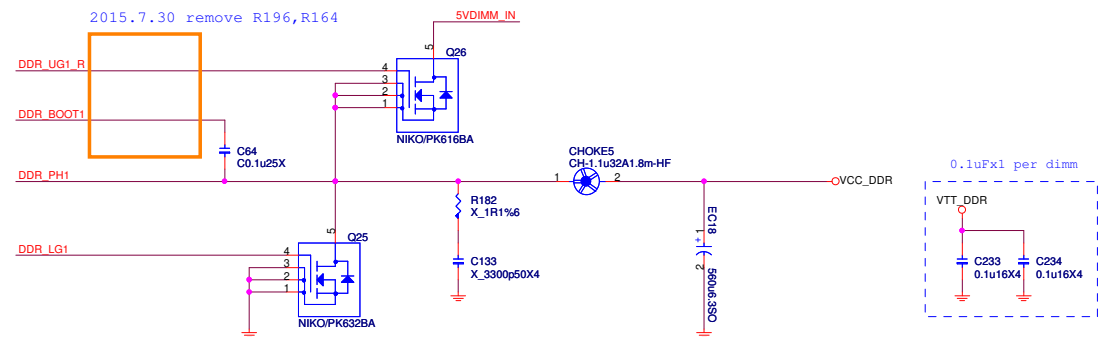 2015.7.30 remove R196,R164
5VDIMM_IN
5
Q26
DDR_UG1_R
4
3
2
1
NIKO/PK616BA
DDR_BOOT1
C64
C0.1u25X
CHOKE5
CH-1.1u32A1.8m-HF
0.1uFx1 per dimm
DDR_PH1
1
2
VCC_DDR
R182
X_1R1%6
VTT_DDR
5
Q25
DDR_LG1
4
3
2
1
NIKO/PK632BA
C133
X_3300p50X4
EC18
+
1
2
560u6.3SO
C233
0.1u16X4
C234
0.1u16X4